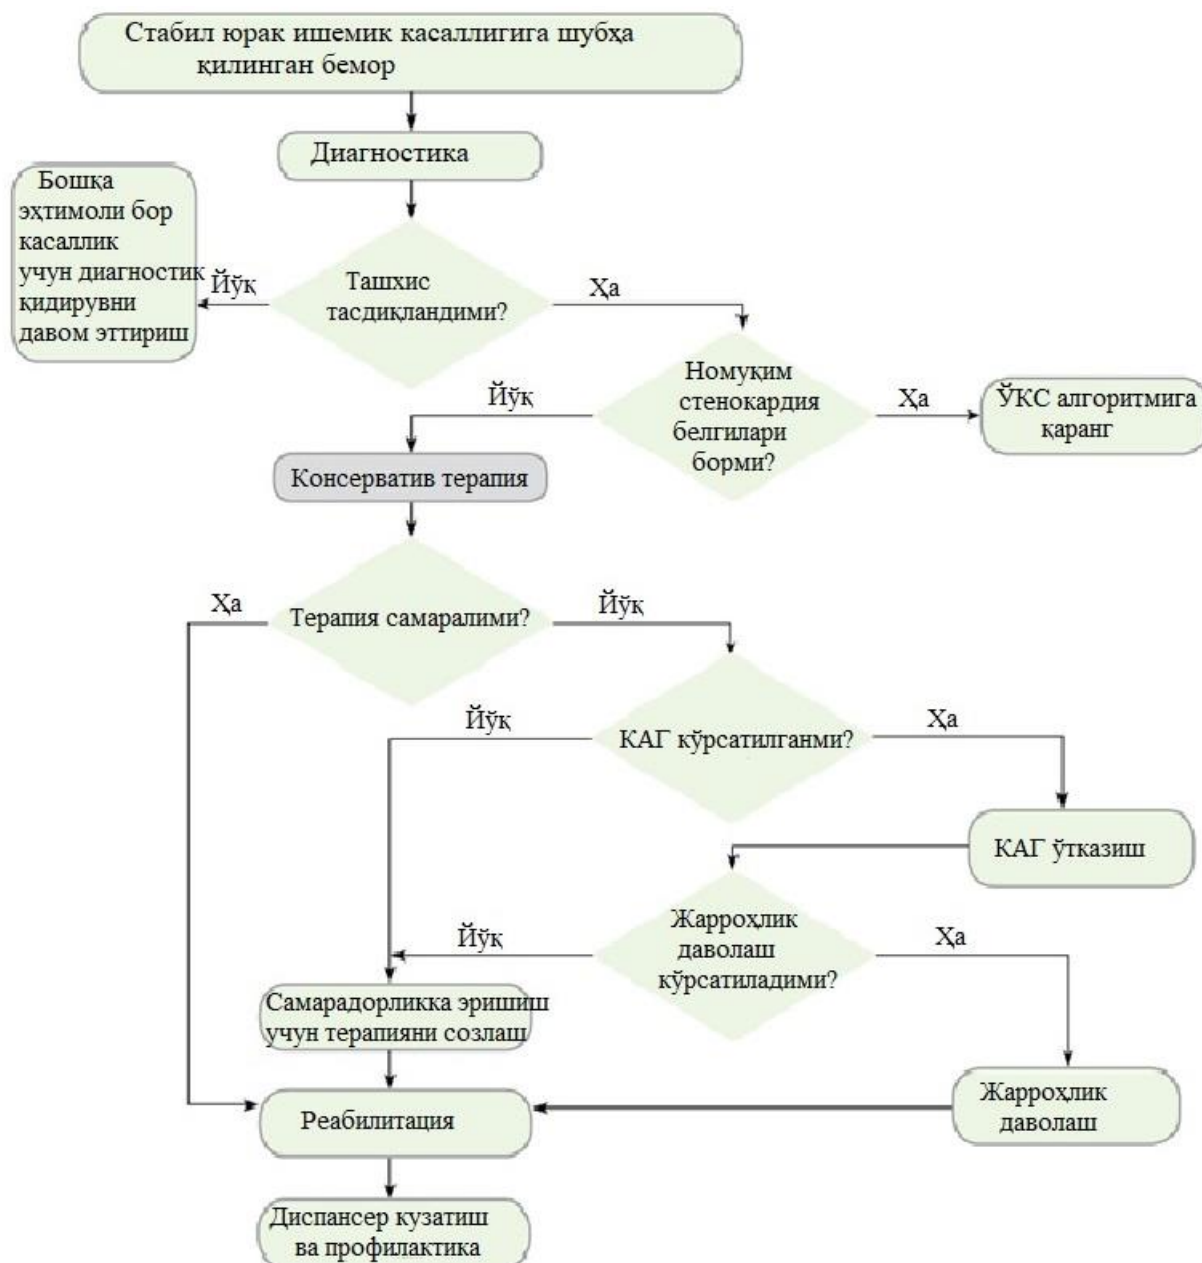 Стабил юрак ишемик касаллигига шубҳа
қилинган бемор
Диагностика
Бошқа
эҳтимоли бор
касаллик
учун диагностик
қидирувни
давом эттириш
Йўқ
Ташхис
тасдиқландими?
Ҳа
Номуқим
стенокардия
белгилари
борми?
Йўқ
Ҳа
ЎКС алгоритмига
қаранг
Консерватив терапия
Ҳа
Терапия самаралими?
Йўқ
Йўқ
КАГ кўрсатилганми?
Ҳа
КАГ ўтказиш
Йўқ
Жарроҳлик
даволаш
кўрсатиладими?
Ҳа
Самарадорликка эришиш
учун терапияни созлаш
Реабилитация
Жарроҳлик
даволаш
Диспансер кузатиш
ва профилактика